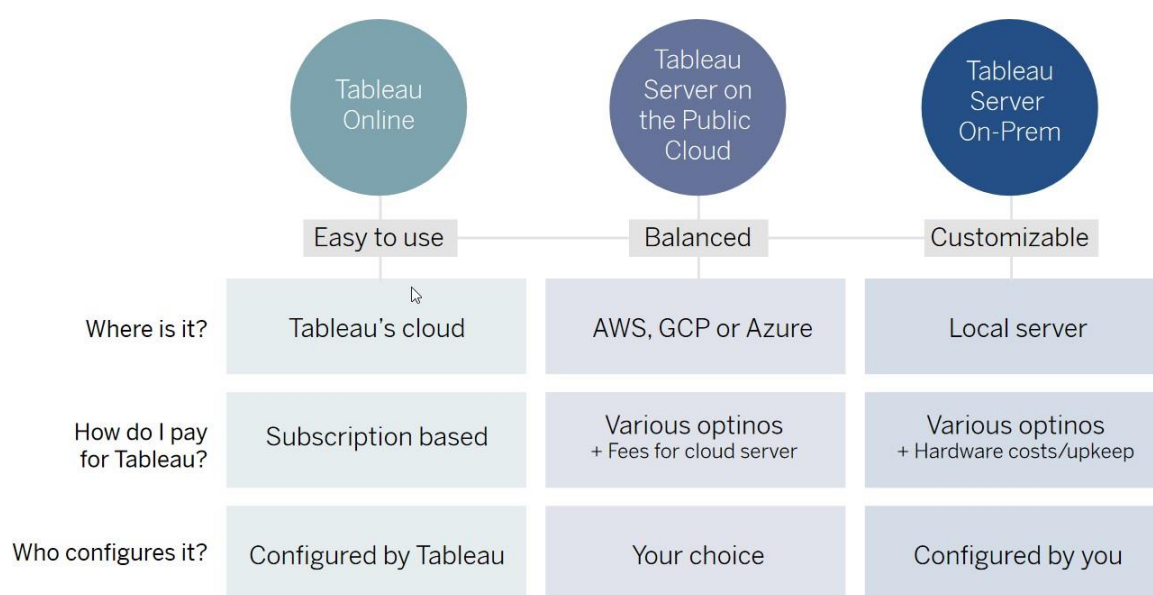 Tableau
Online
Tableau
Server on
the Public
Cloud
Tableau
Server
On-Prem
Easy to use
Balanced
Customizable
Where is it?
Tableau's cloud
AWS, GCP or Azure
Local server
How do I pay
for Tableau?
Subscription based
Various optinos
+ Fees for cloud server
Various optinos
+ Hardware costs/upkeep
Who configures it?
Configured by Tableau
Your choice
Configured by you